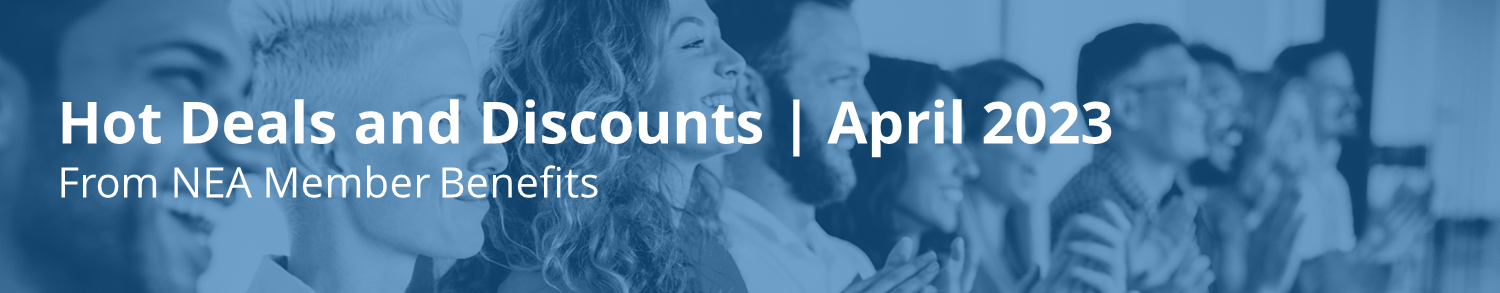 Hot Deals and Discounts | April 2023
From NEA Member Benefits